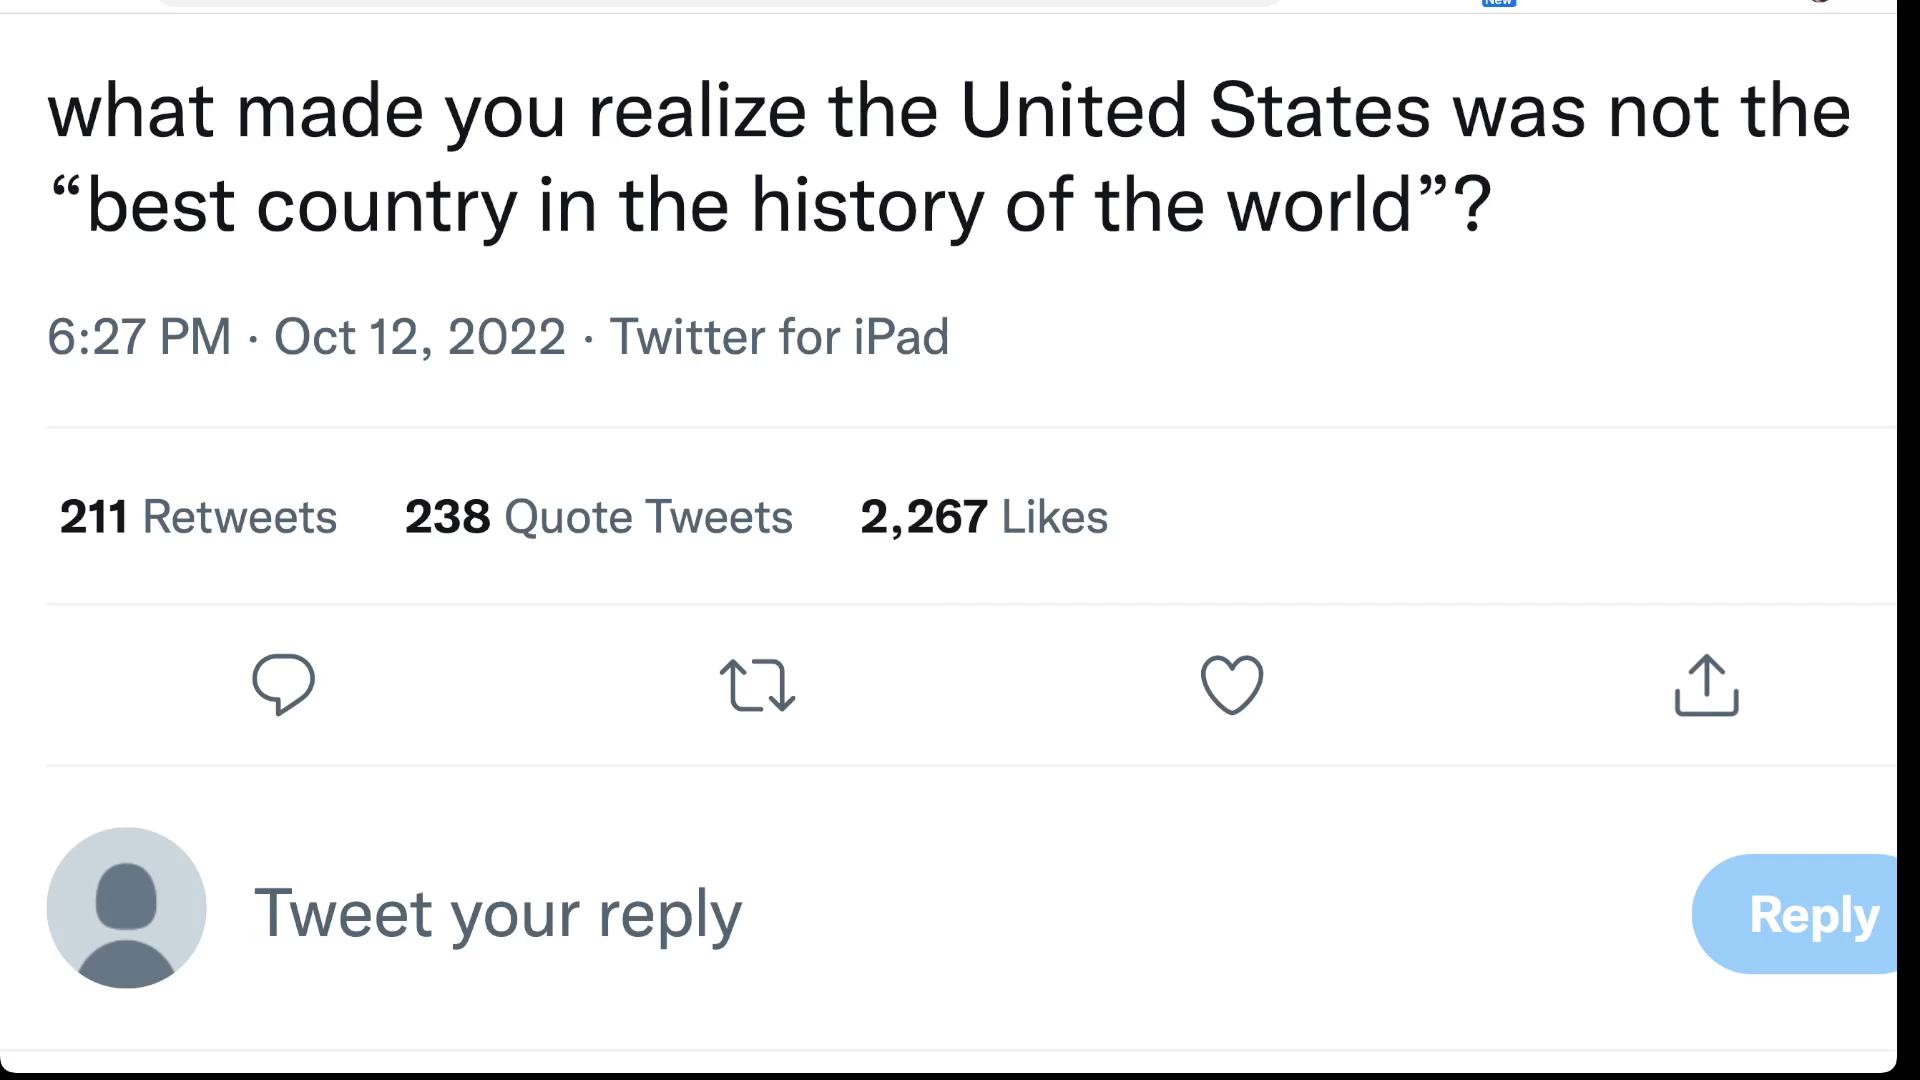 New
what made you realize the United States was not the
“best country in the history of the world”?
6:27 PM · Oct 12, 2022 · Twitter for iPad
211 Retweets 238 Quote Tweets 2,267 Likes
Tweet your reply
Reply